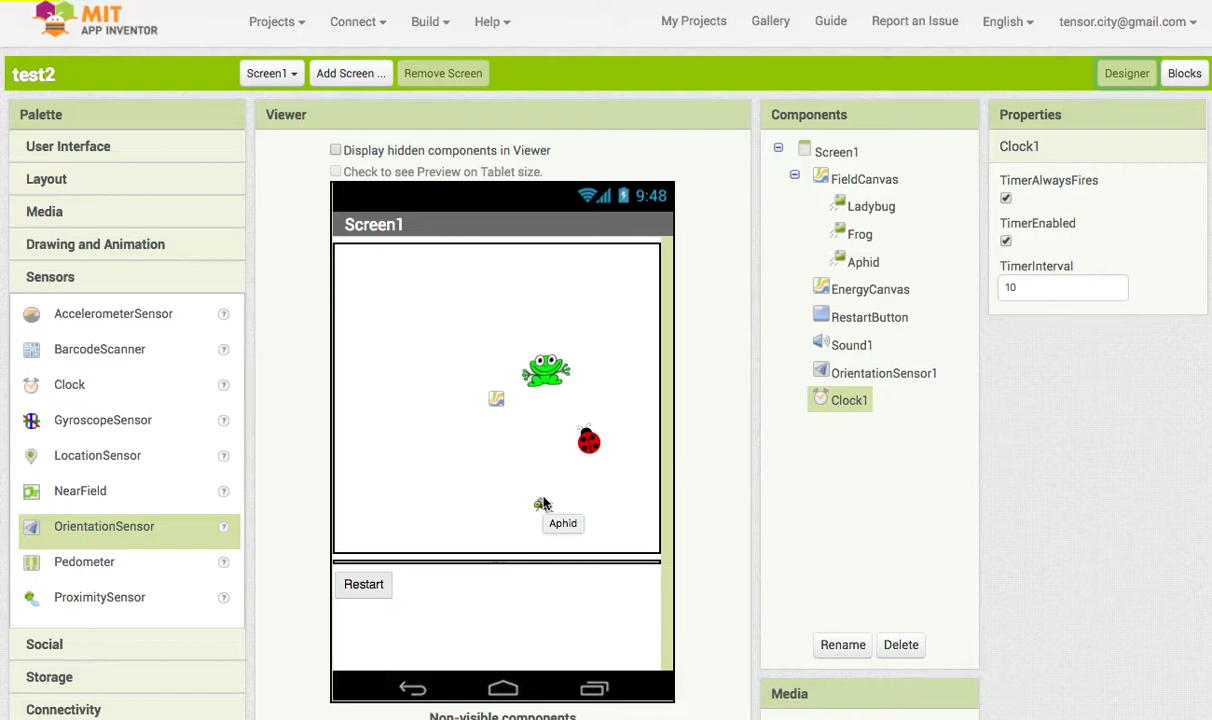 MIT
APP INVENTOR
Projects
Connect
Build
Help
My Projects
Gallery
Guide
Report an Issue
English
tensor.city@gmail.com
test2
Screen1
Add Screen ...
Remove Screen
Designer
Blocks
Palette
User Interface
Layout
Media
Drawing and Animation
Sensors
AccelerometerSensor
?
BarcodeScanner
?
Clock
?
GyroscopeSensor
?
LocationSensor
?
NearField
?
OrientationSensor
?
Pedometer
?
ProximitySensor
?
Social
Storage
Connectivity
Viewer
Display hidden components in Viewer
Check to see Preview on Tablet size.
9:48
Screen1
Aphid
Restart
Non-visible components
Components
Screen1
FieldCanvas
Ladybug
Frog
Aphid
EnergyCanvas
RestartButton
Sound1
OrientationSensor1
Clock1
Rename
Delete
Media
Properties
Clock1
TimerAlwaysFires
TimerEnabled
TimerInterval
10